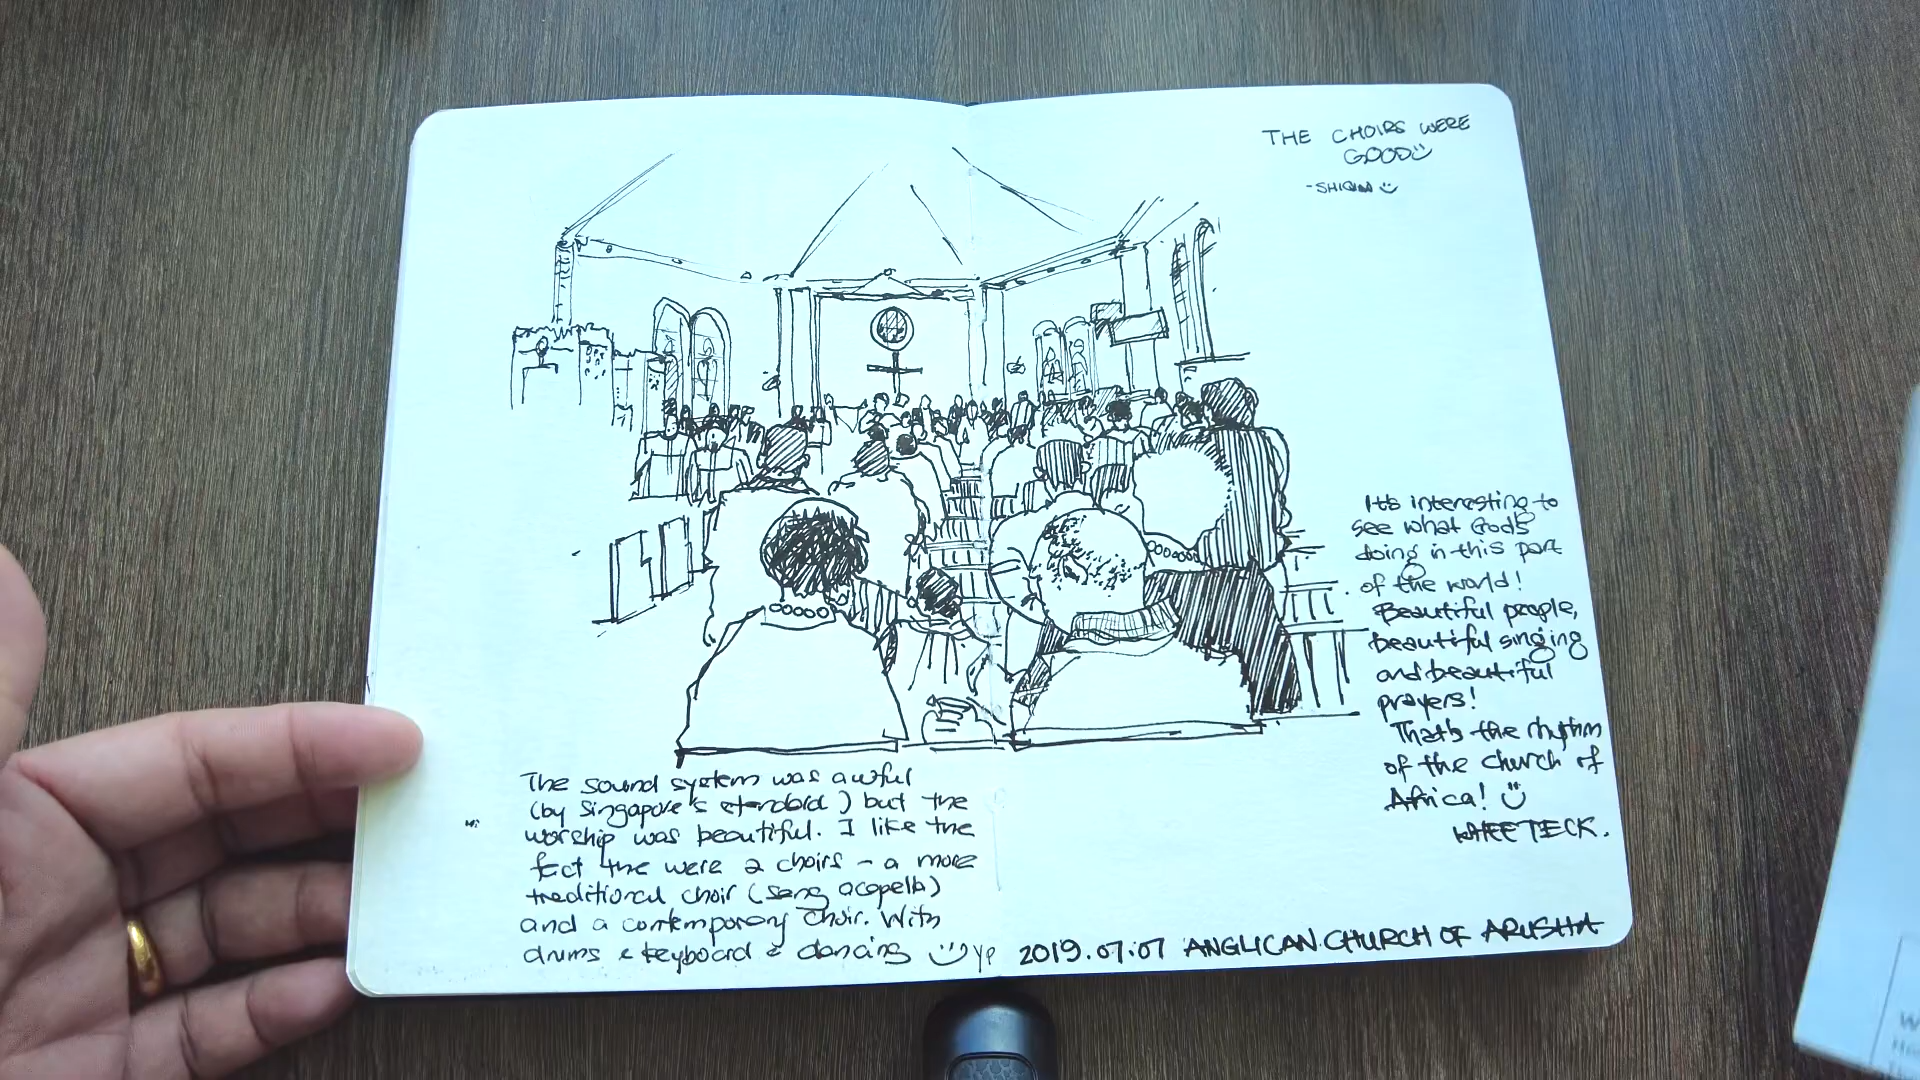 THE CHOIRS WERE
GOOD
It's interesting to
see what God's
doing in this part
of the world!
Beautiful people,
beautiful singing
and beautiful
prayers!
That's the rhythm
of the church of
Africa!
WHEE TECK.
The sound system was awful
(by Singapore's standard) but the
worship was beautiful. I like the
fact the were 2 choirs - a more
traditional choir (sang acapella)
and a contemporary choir. With
drums & keyboard & dancing yp
2019.07.07 ANGLICAN CHURCH OF ARUSHA